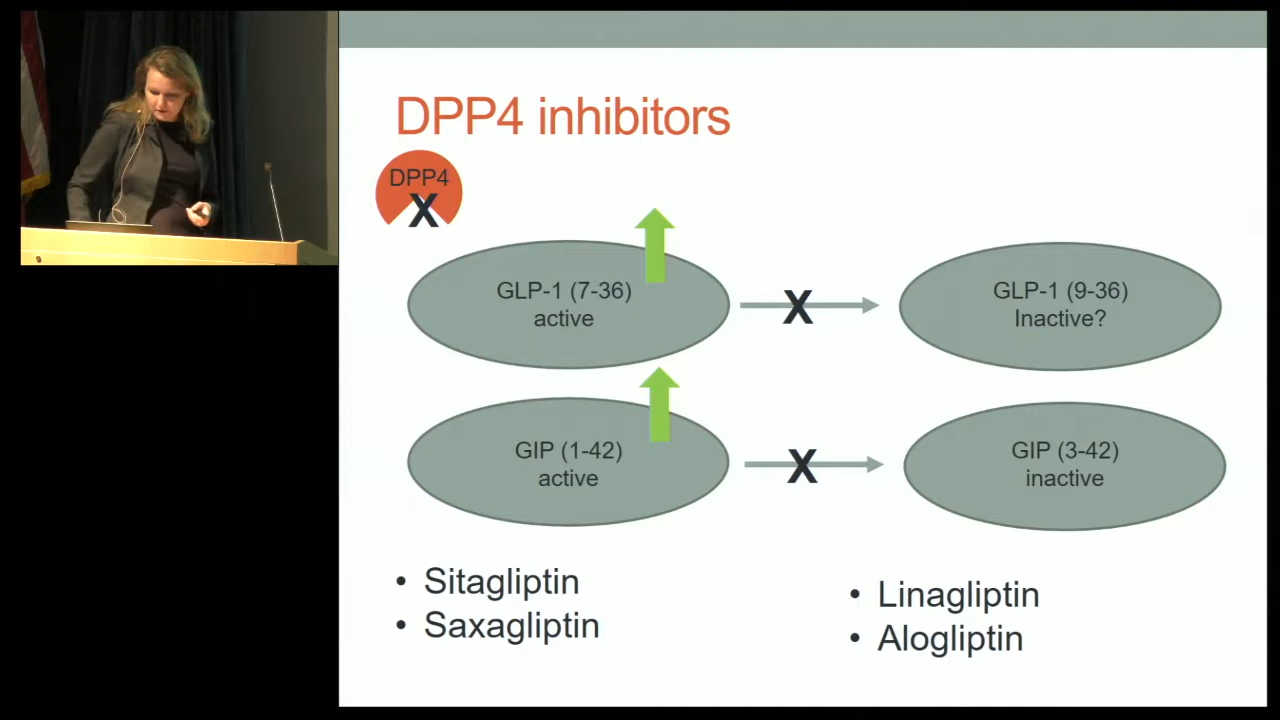 DPP4 inhibitors
DPP4
X
GLP-1 (7-36)
active
X
GLP-1 (9-36)
Inactive?
GIP (1-42)
active
X
GIP (3-42)
inactive
• Sitagliptin
• Saxagliptin
• Linagliptin
• Alogliptin